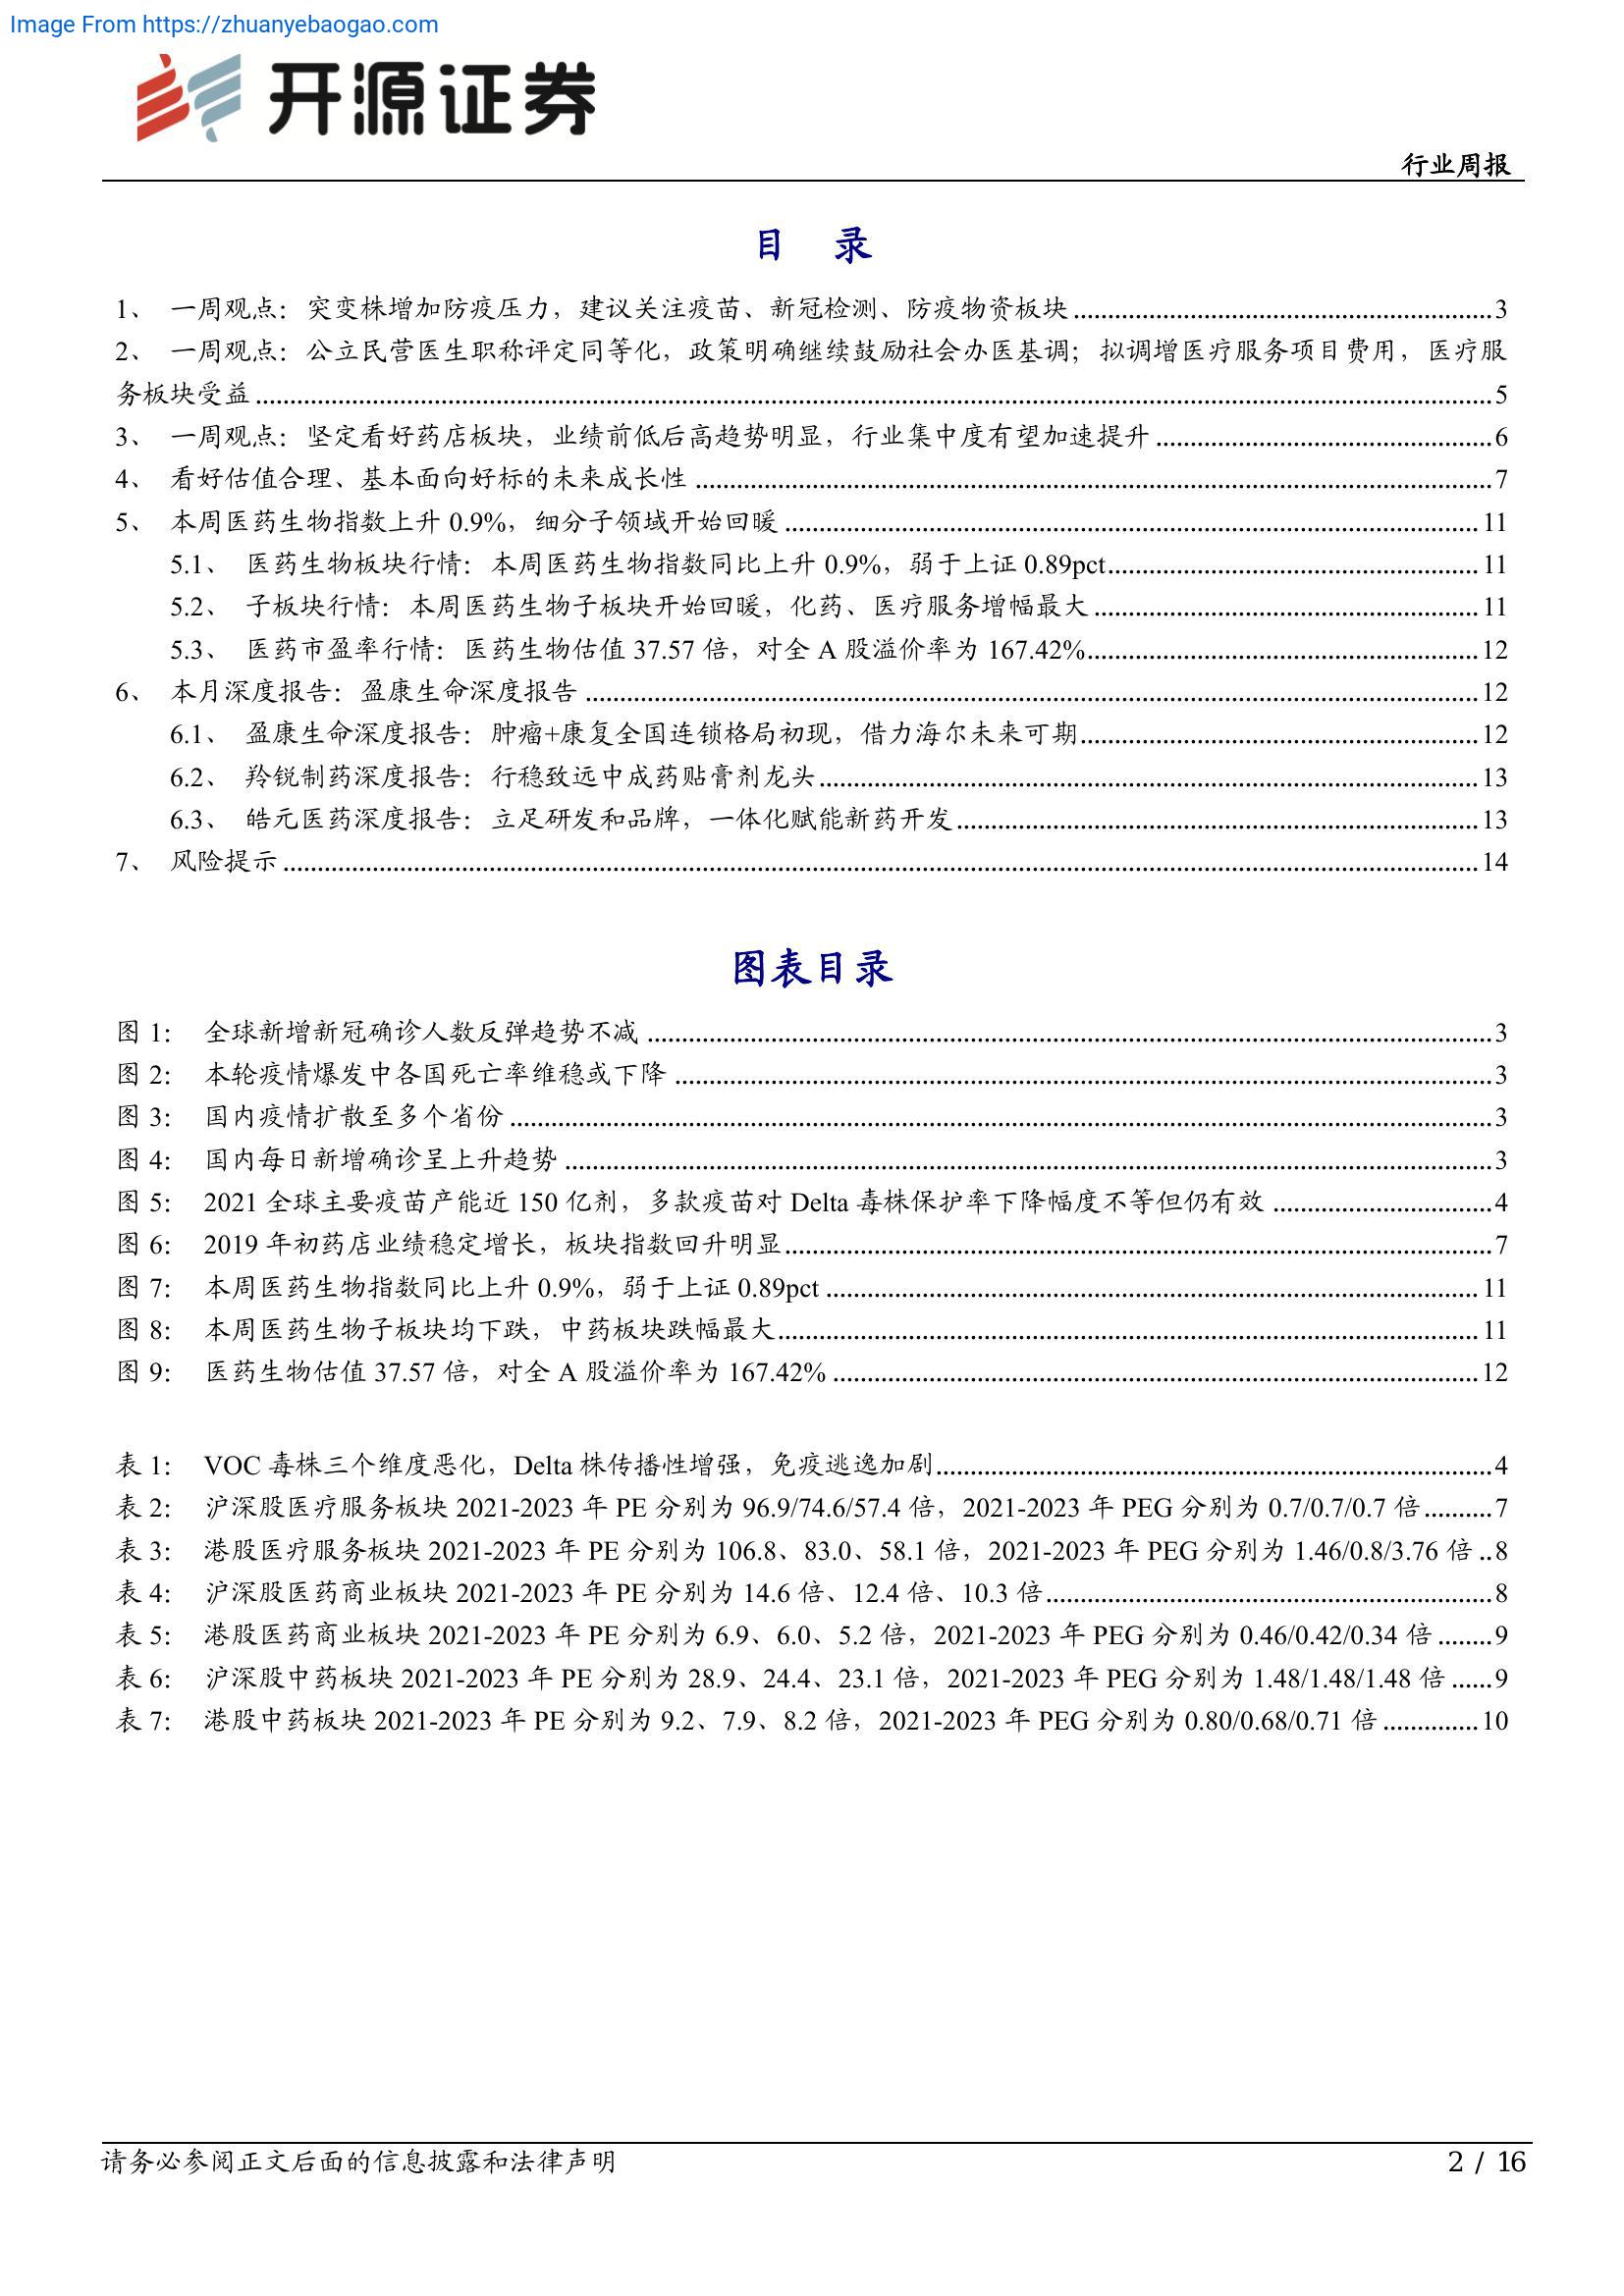 Image From https://zhuanyebaogao.com
开源证券
行业周报
目 录
1、 一周观点：突变株增加防疫压力，建议关注疫苗、新冠检测、防疫物资板块 3
2、 一周观点：公立民营医生职称评定同等化，政策明确继续鼓励社会办医基调；拟调增医疗服务项目费用，医疗服
务板块受益 5
3、 一周观点：坚定看好药店板块，业绩前低后高趋势明显，行业集中度有望加速提升 6
4、 看好估值合理、基本面向好标的未来成长性 7
5、 本周医药生物指数上升 0.9%，细分子领域开始回暖 11
5.1、 医药生物板块行情：本周医药生物指数同比上升 0.9%，弱于上证 0.89pct 11
5.2、 子板块行情：本周医药生物子板块开始回暖，化药、医疗服务增幅最大 11
5.3、 医药市盈率行情：医药生物估值 37.57 倍，对全 A 股溢价率为 167.42% 12
6、 本月深度报告：盈康生命深度报告 12
6.1、 盈康生命深度报告：肿瘤+康复全国连锁格局初现，借力海尔未来可期 12
6.2、 羚锐制药深度报告：行稳致远中成药贴膏剂龙头 13
6.3、 皓元医药深度报告：立足研发和品牌，一体化赋能新药开发 13
7、 风险提示 14
图表目录
图 1： 全球新增新冠确诊人数反弹趋势不减 3
图 2： 本轮疫情爆发中各国死亡率维稳或下降 3
图 3： 国内疫情扩散至多个省份 3
图 4： 国内每日新增确诊呈上升趋势 3
图 5： 2021 全球主要疫苗产能近 150 亿剂，多款疫苗对 Delta 毒株保护率下降幅度不等但仍有效 4
图 6： 2019 年初药店业绩稳定增长，板块指数回升明显 7
图 7： 本周医药生物指数同比上升 0.9%，弱于上证 0.89pct 11
图 8： 本周医药生物子板块均下跌，中药板块跌幅最大 11
图 9： 医药生物估值 37.57 倍，对全 A 股溢价率为 167.42% 12
表 1： VOC 毒株三个维度恶化，Delta 株传播性增强，免疫逃逸加剧 4
表 2： 沪深股医疗服务板块 2021-2023 年 PE 分别为 96.9/74.6/57.4 倍，2021-2023 年 PEG 分别为 0.7/0.7/0.7 倍 7
表 3： 港股医疗服务板块 2021-2023 年 PE 分别为 106.8、83.0、58.1 倍，2021-2023 年 PEG 分别为 1.46/0.8/3.76 倍 8
表 4： 沪深股医药商业板块 2021-2023 年 PE 分别为 14.6 倍、12.4 倍、10.3 倍 8
表 5： 港股医药商业板块 2021-2023 年 PE 分别为 6.9、6.0、5.2 倍，2021-2023 年 PEG 分别为 0.46/0.42/0.34 倍 9
表 6： 沪深股中药板块 2021-2023 年 PE 分别为 28.9、24.4、23.1 倍，2021-2023 年 PEG 分别为 1.48/1.48/1.48 倍 9
表 7： 港股中药板块 2021-2023 年 PE 分别为 9.2、7.9、8.2 倍，2021-2023 年 PEG 分别为 0.80/0.68/0.71 倍 10
请务必参阅正文后面的信息披露和法律声明 2 / 16